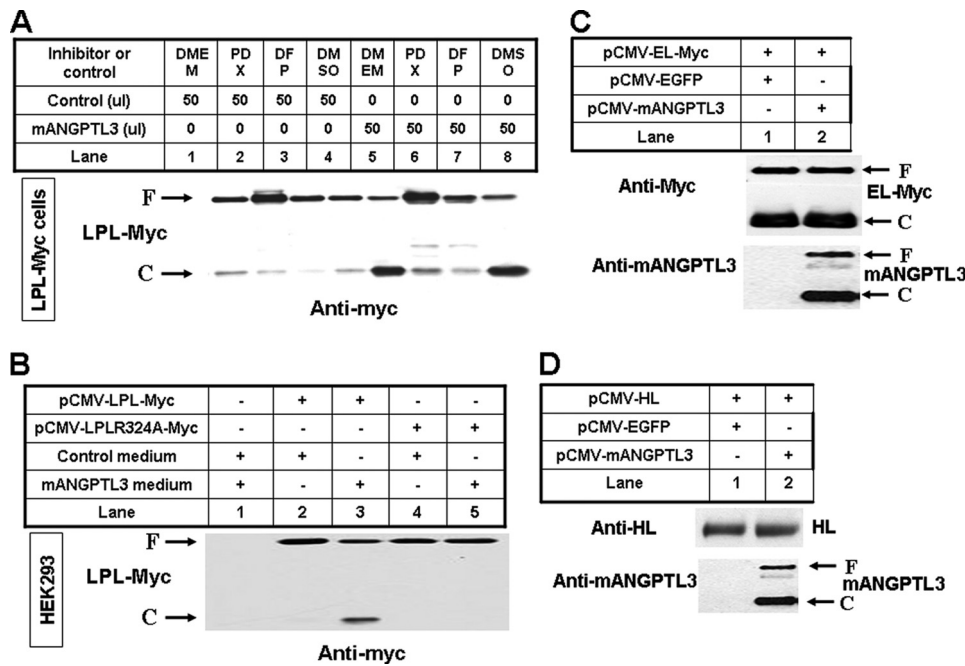 A
Inhibitor or control DME M PD X DF P DM SO DM EM PD X DF P DMS O
Control (ul) 50 50 50 50 0 0 0 0
mANGPTL3 (ul) 0 0 0 0 50 50 50 50
Lane 1 2 3 4 5 6 7 8
LPL-Myc cells
F
LPL-Myc
C
Anti-myc
B
pCMV-LPL-Myc - + + - -
pCMV-LPLR324A-Myc - - - + +
Control medium + + - + -
mANGPTL3 medium + - + - +
Lane 1 2 3 4 5
HEK293
F
LPL-Myc
C
Anti-myc
C
pCMV-EL-Myc + +
pCMV-EGFP + -
pCMV-mANGPTL3 - +
Lane 1 2
Anti-Myc
F
EL-Myc
C
Anti-mANGPTL3
F
mANGPTL3
C
D
pCMV-HL + +
pCMV-EGFP + -
pCMV-mANGPTL3 - +
Lane 1 2
Anti-HL HL
Anti-mANGPTL3
F
mANGPTL3
C